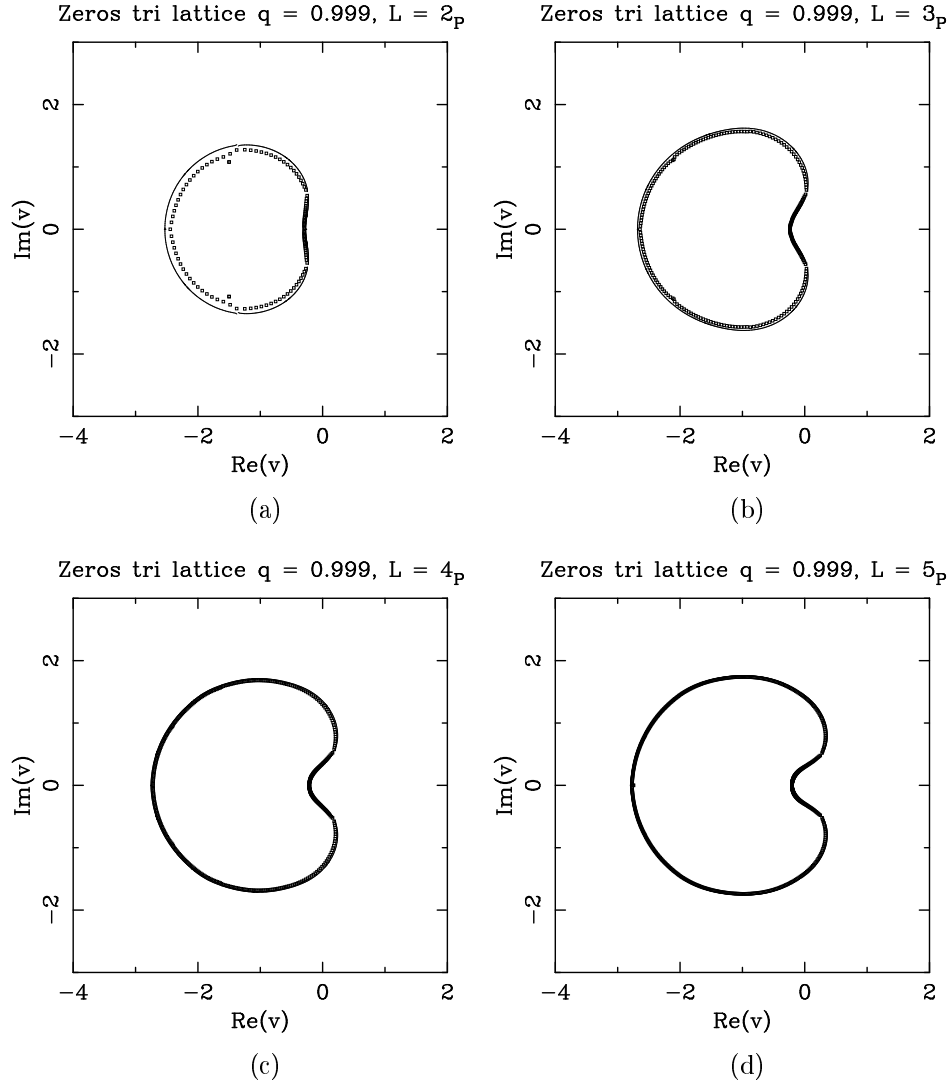 Zeros tri lattice q = 0.999, L = 2P
Zeros tri lattice q = 0.999, L = 3P
2
0
−2
Im(v)
−4 −2 0 2
Re(v)
(a)
2
0
−2
Im(v)
−4 −2 0 2
Re(v)
(b)
Zeros tri lattice q = 0.999, L = 4P
Zeros tri lattice q = 0.999, L = 5P
2
0
−2
Im(v)
−4 −2 0 2
Re(v)
(c)
2
0
−2
Im(v)
−4 −2 0 2
Re(v)
(d)